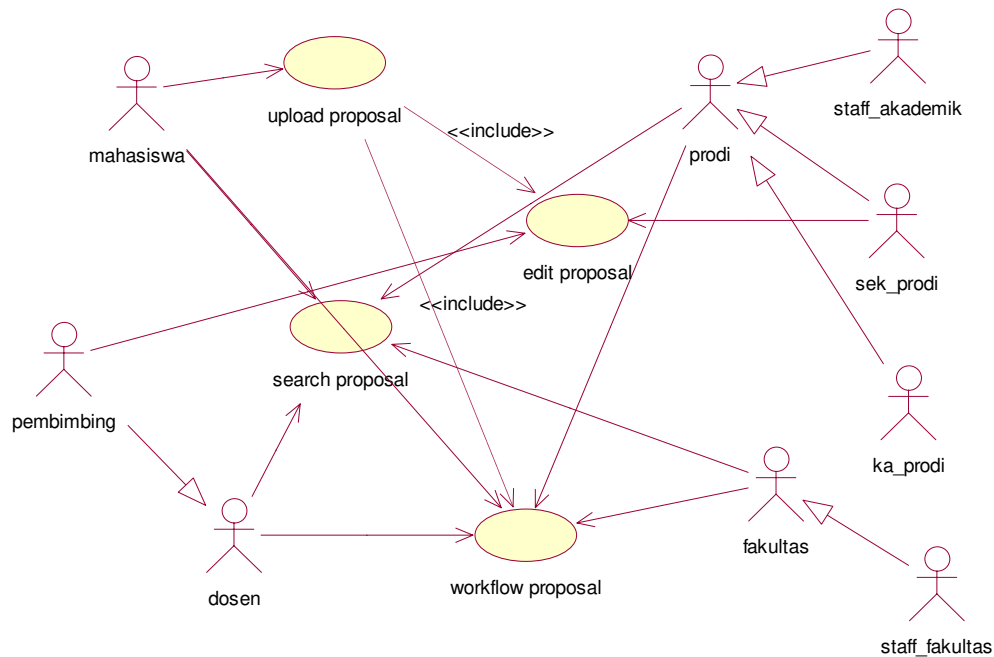 staff_akademik
upload proposal
<<include>>
mahasiswa
prodi
edit proposal
sek_prodi
<<include>>
search proposal
pembimbing
ka_prodi
fakultas
workflow proposal
dosen
staff_fakultas